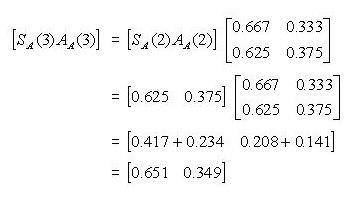 [S_A(3) A_A(3)] = [S_A(2) A_A(2)] [0.667 0.333
0.625 0.375]
= [0.625 0.375] [0.667 0.333
0.625 0.375]
= [0.417 + 0.234 0.208 + 0.141]
= [0.651 0.349]